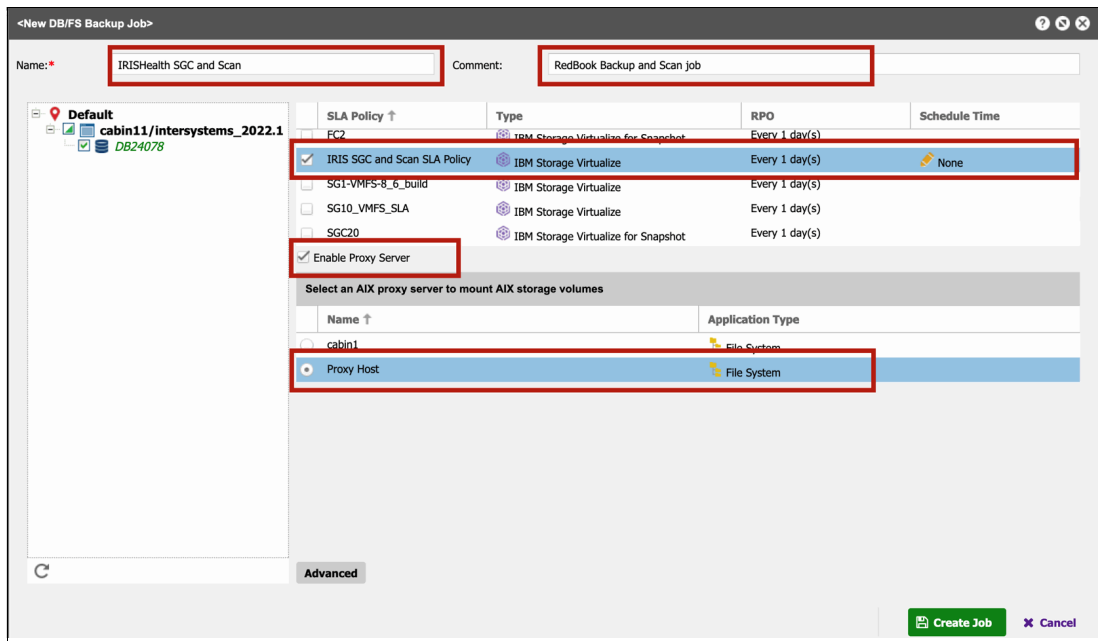 <New DB/FS Backup Job>
Name:* IRISHealth SGC and Scan Comment: RedBook Backup and Scan job
Default
cabin11/intersystems_2022.1
DB24078
SLA Policy Type RPO Schedule Time
FC2 IBM Storage Virtualize for Snapshot Every 1 day(s)
IRIS SGC and Scan SLA Policy IBM Storage Virtualize Every 1 day(s) None
SG1-VMFS-8_6_build IBM Storage Virtualize Every 1 day(s)
SG10_VMFS_SLA IBM Storage Virtualize Every 1 day(s)
SGC20 IBM Storage Virtualize for Snapshot Every 1 day(s)
Enable Proxy Server
Select an AIX proxy server to mount AIX storage volumes
Name Application Type
cabin1 File System
Proxy Host File System
Advanced
Create Job Cancel